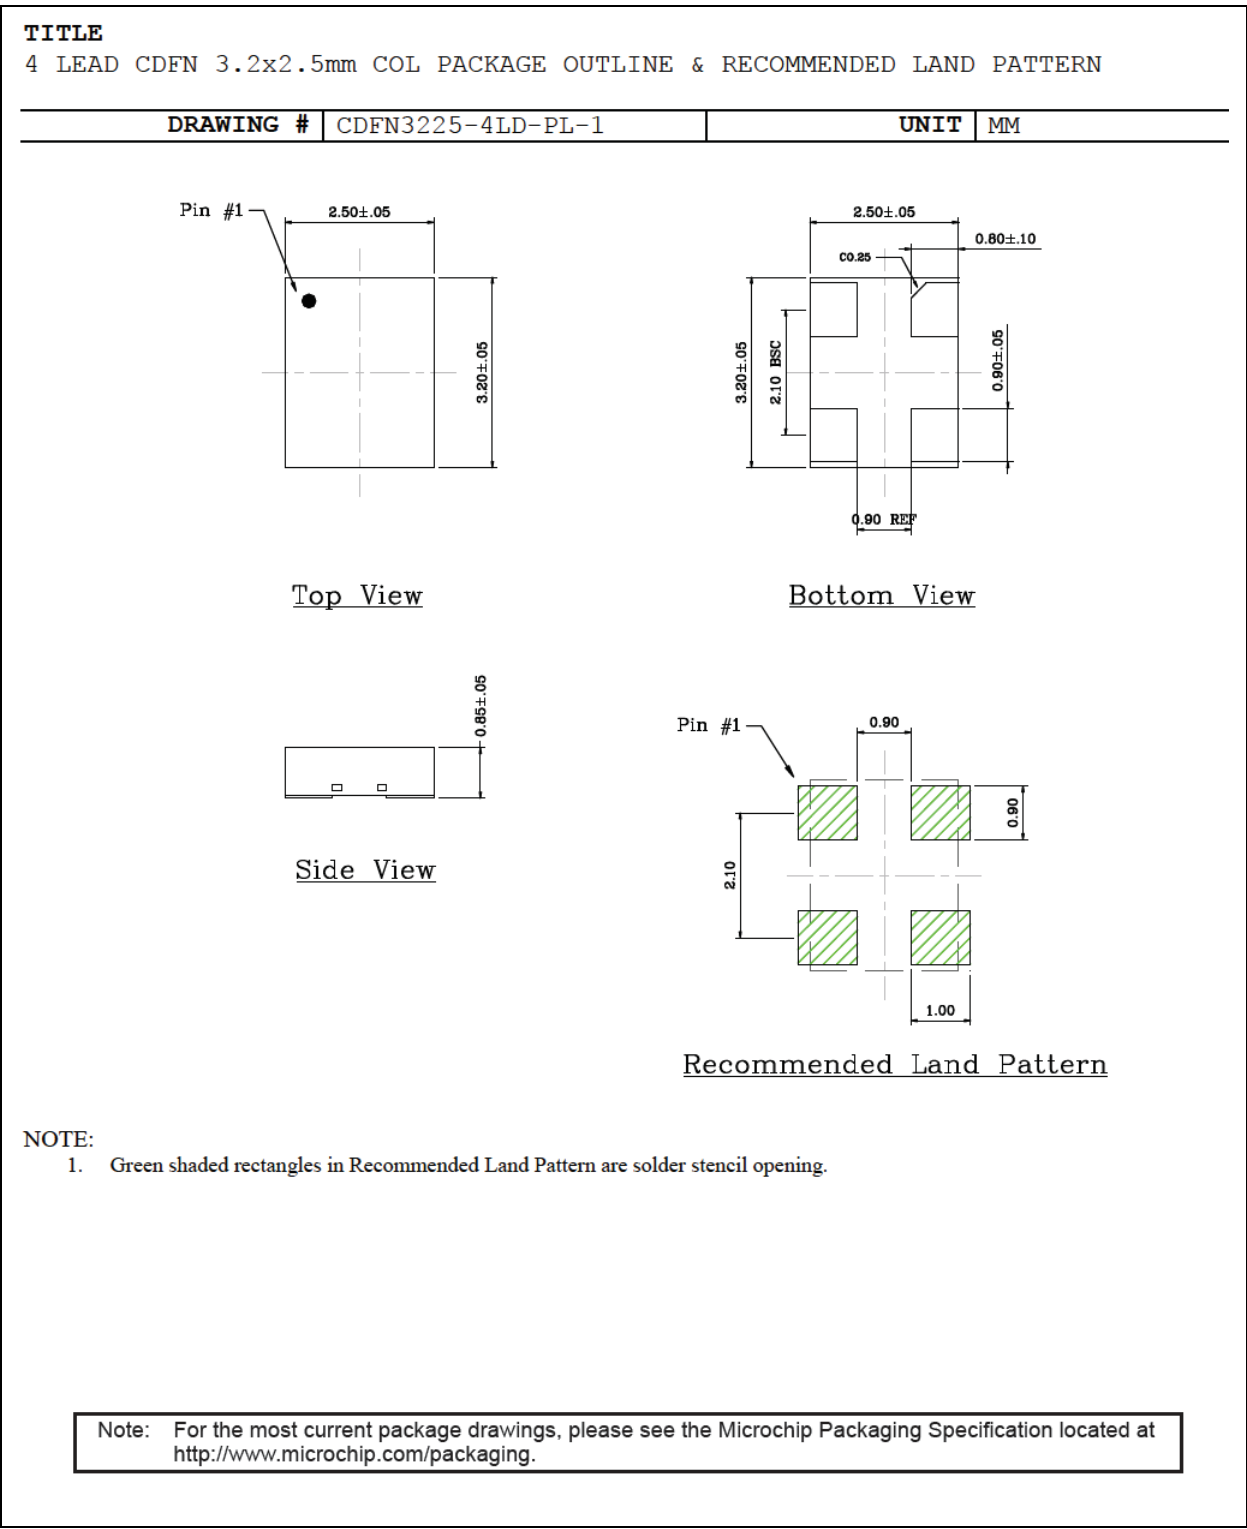 TITLE
4 LEAD CDFN 3.2x2.5mm COL PACKAGE OUTLINE & RECOMMENDED LAND PATTERN
DRAWING # CDFN3225-4LD-PL-1 UNIT MM
Pin #1
2.50±.05
3.20±.05
Top View
2.50±.05
0.80±.10
C0.25
3.20±.05
2.10 BSC
0.90±.05
0.90 REF
Bottom View
0.85±.05
Side View
Pin #1
0.90
0.90
2.10
1.00
Recommended Land Pattern
NOTE:
1. Green shaded rectangles in Recommended Land Pattern are solder stencil opening.
Note: For the most current package drawings, please see the Microchip Packaging Specification located at
http://www.microchip.com/packaging.